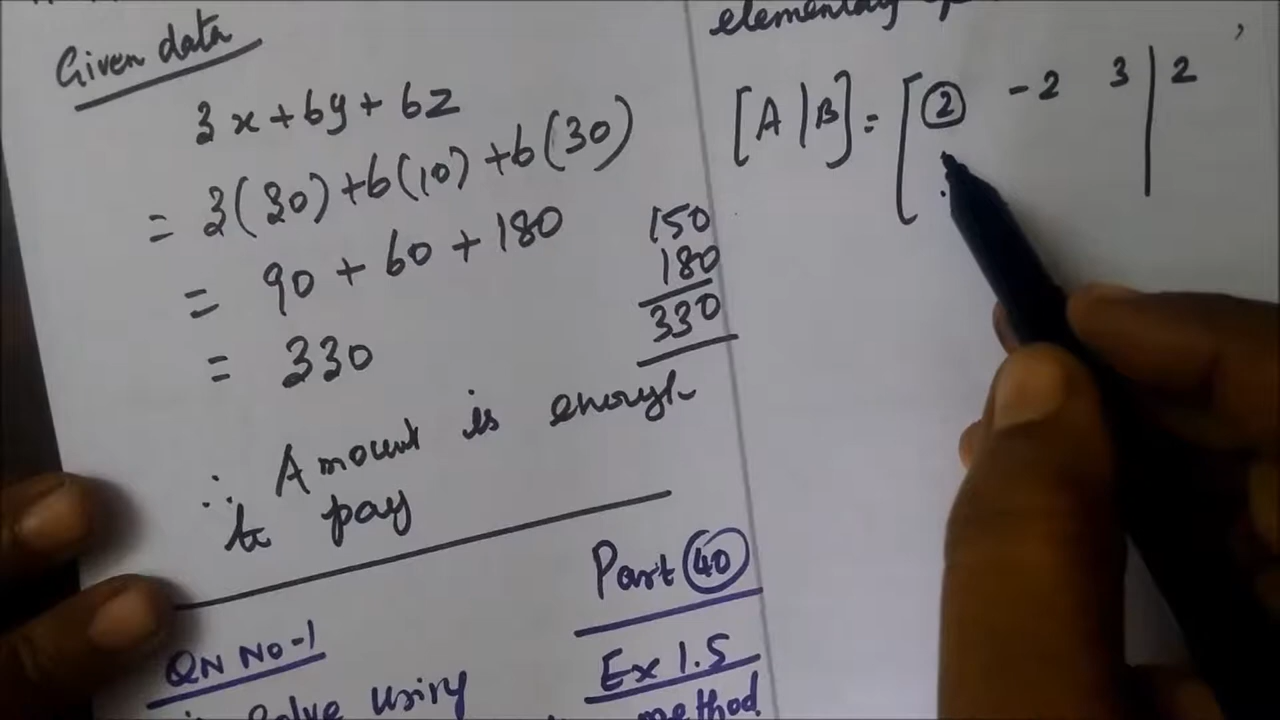 Given data
3x+6y+6z
= 3(30)+6(10)+6(30)
= 90 + 60 + 180
= 330
150
180
330
∴ Amount is enough
to pay
Part 40
Ex 1.5
QN NO-1
Solve using
method
elementary
[A|B] = [2 -2 3 | 2